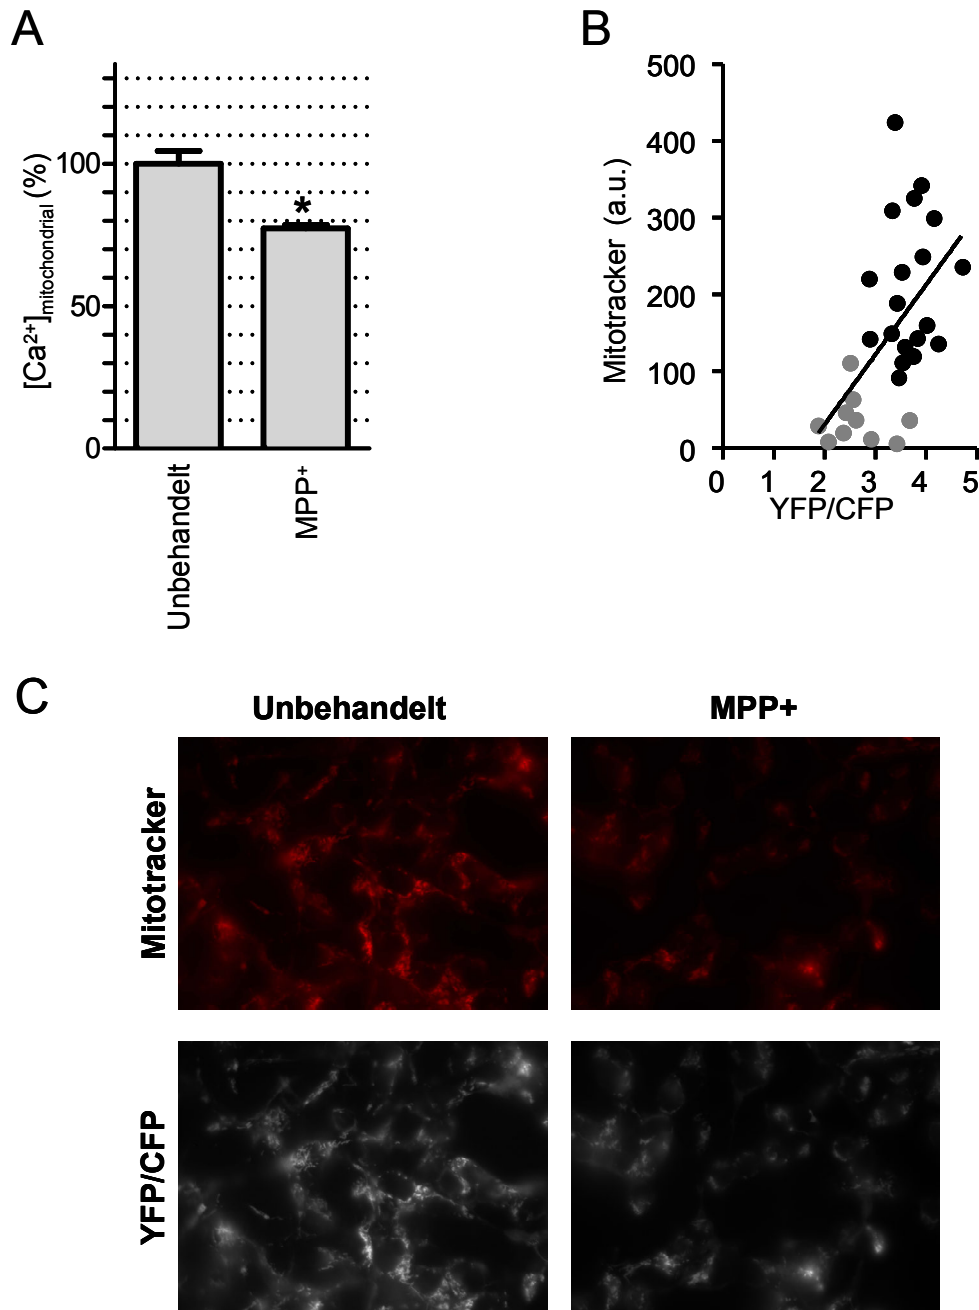 A
[Ca²⁺]mitochondrial (%)
100
50
0
*
Unbehandelt
MPP⁺
B
Mitotracker (a.u.)
500
400
300
200
100
0
0 1 2 3 4 5
YFP/CFP
C
Unbehandelt MPP+
Mitotracker
YFP/CFP